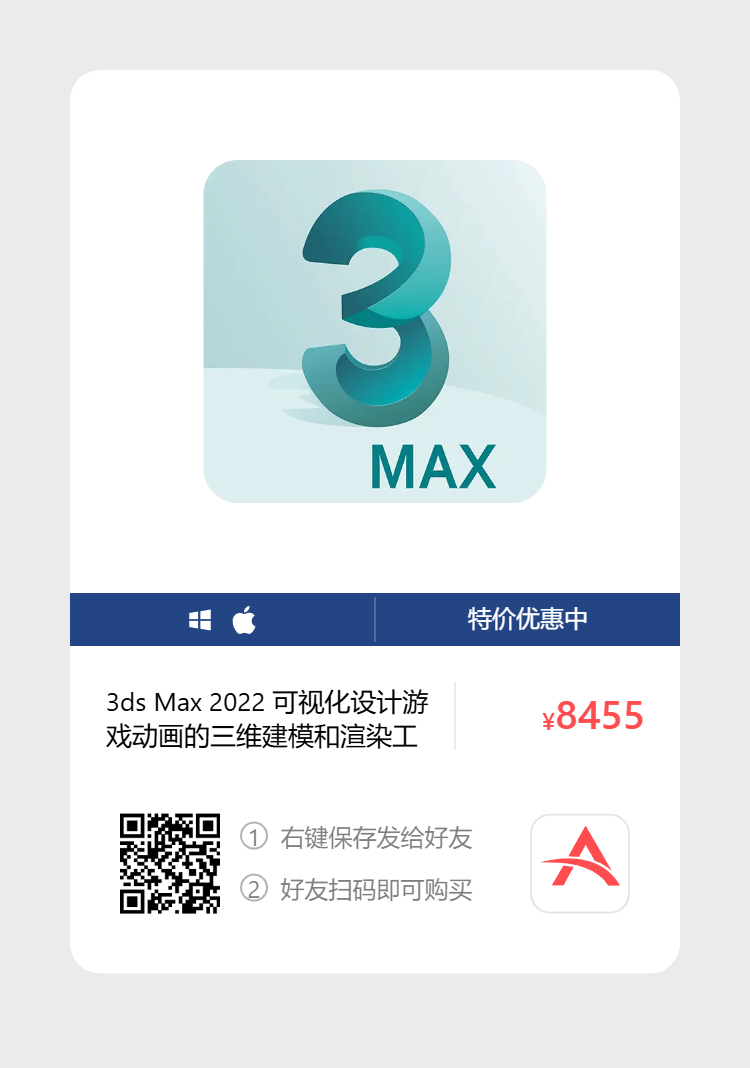 3
MAX
特价优惠中
3ds Max 2022 可视化设计游
戏动画的三维建模和渲染工
¥8455
① 右键保存发给好友
② 好友扫码即可购买